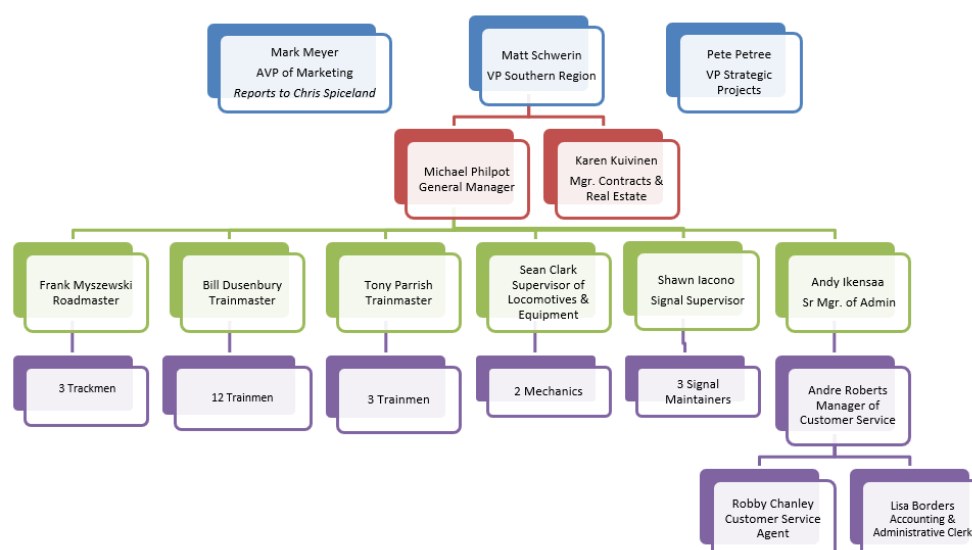 Mark Meyer
AVP of Marketing
Reports to Chris Spiceland
Matt Schwerin
VP Southern Region
Pete Petree
VP Strategic
Projects
Michael Philpot
General Manager
Karen Kuivinen
Mgr. Contracts &
Real Estate
Frank Myszewski
Roadmaster
Bill Dusenbury
Trainmaster
Tony Parrish
Trainmaster
Sean Clark
Supervisor of
Locomotives &
Equipment
Shawn Iacono
Signal Supervisor
Andy Ikensaa
Sr Mgr. of Admin
3 Trackmen
12 Trainmen
3 Trainmen
2 Mechanics
3 Signal
Maintainers
Andre Roberts
Manager of
Customer Service
Robby Chanley
Customer Service
Agent
Lisa Borders
Accounting &
Administrative Clerk